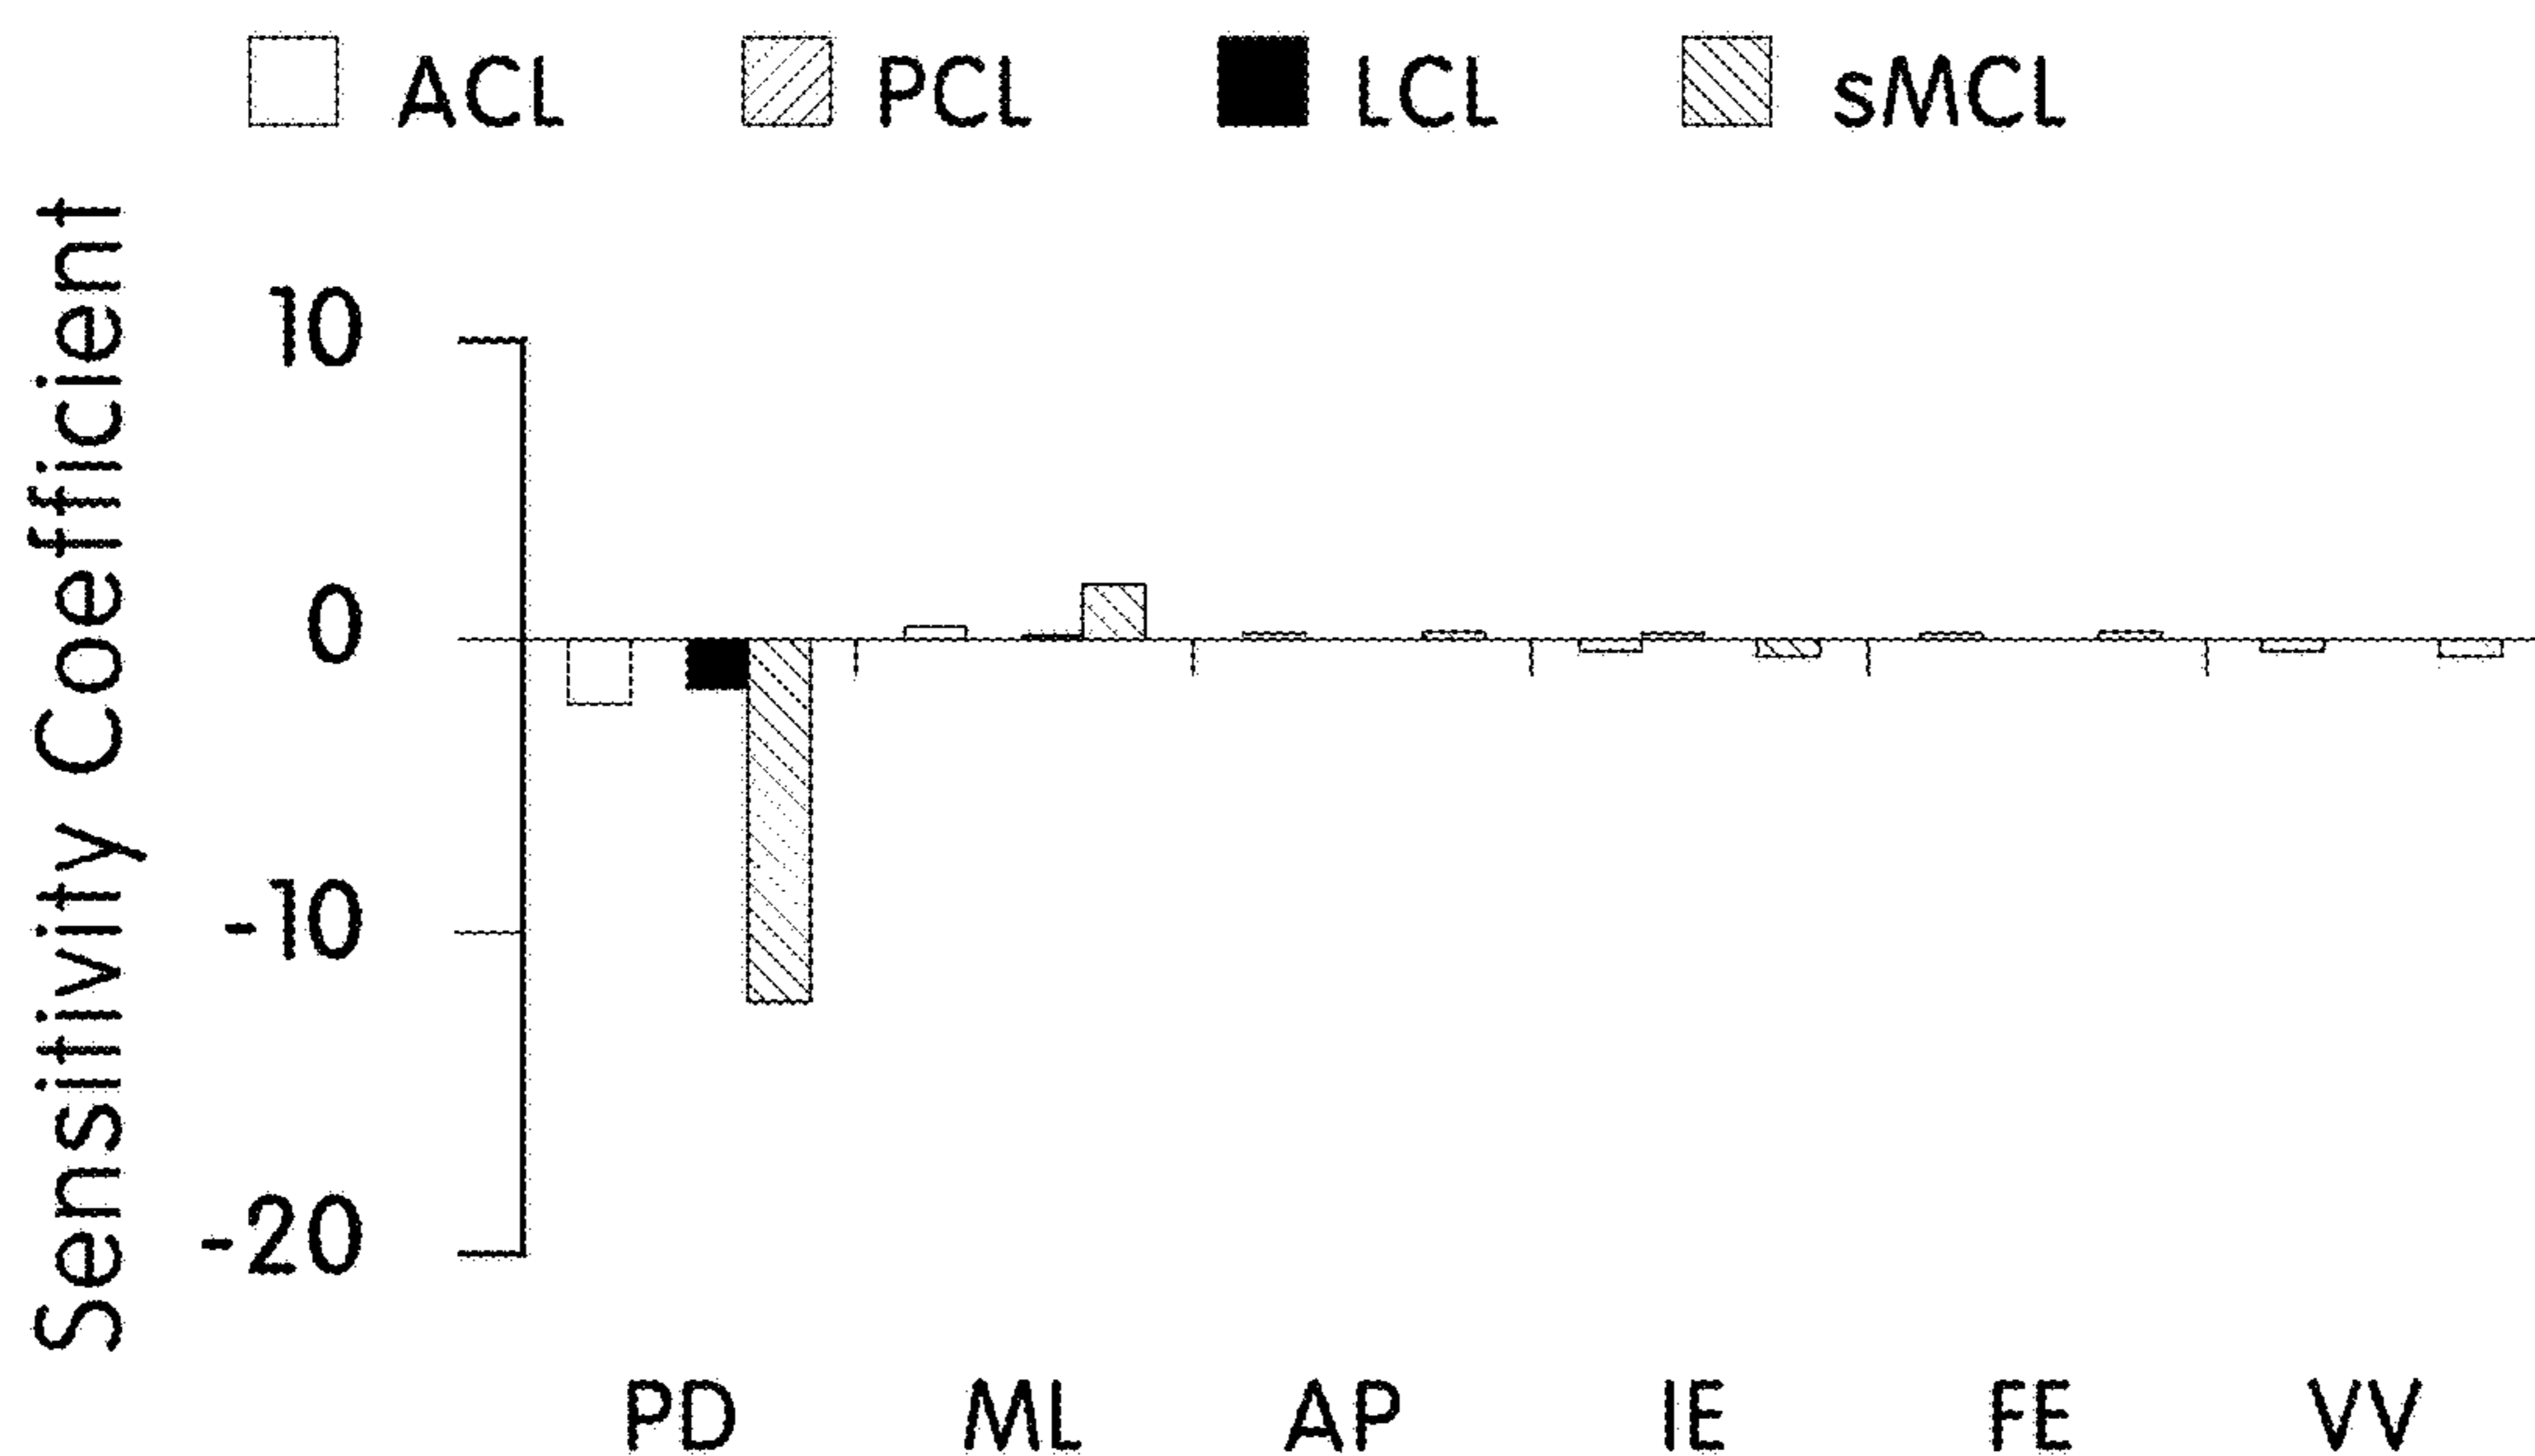 ACL PCL LCL sMCL
Sensitivity Coefficient
10
0
-10
-20
PD ML AP IE FE VV